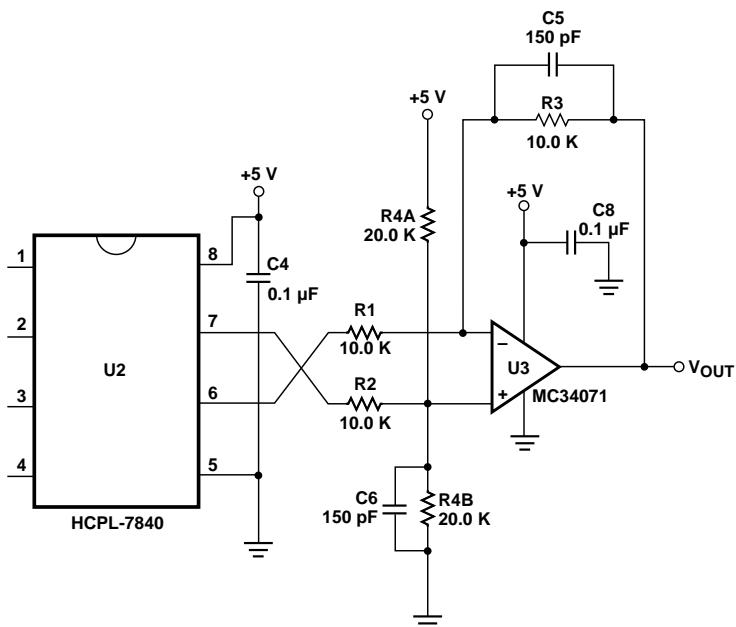 C5
150 pF
+5 V
R3
10.0 K
+5 V
+5 V
C8
0.1 µF
R4A
20.0 K
C4
0.1 µF
1
8
2
7
3
6
4
5
U2
HCPL-7840
R1
10.0 K
R2
10.0 K
–
+
U3
MC34071
VOUT
C6
150 pF
R4B
20.0 K